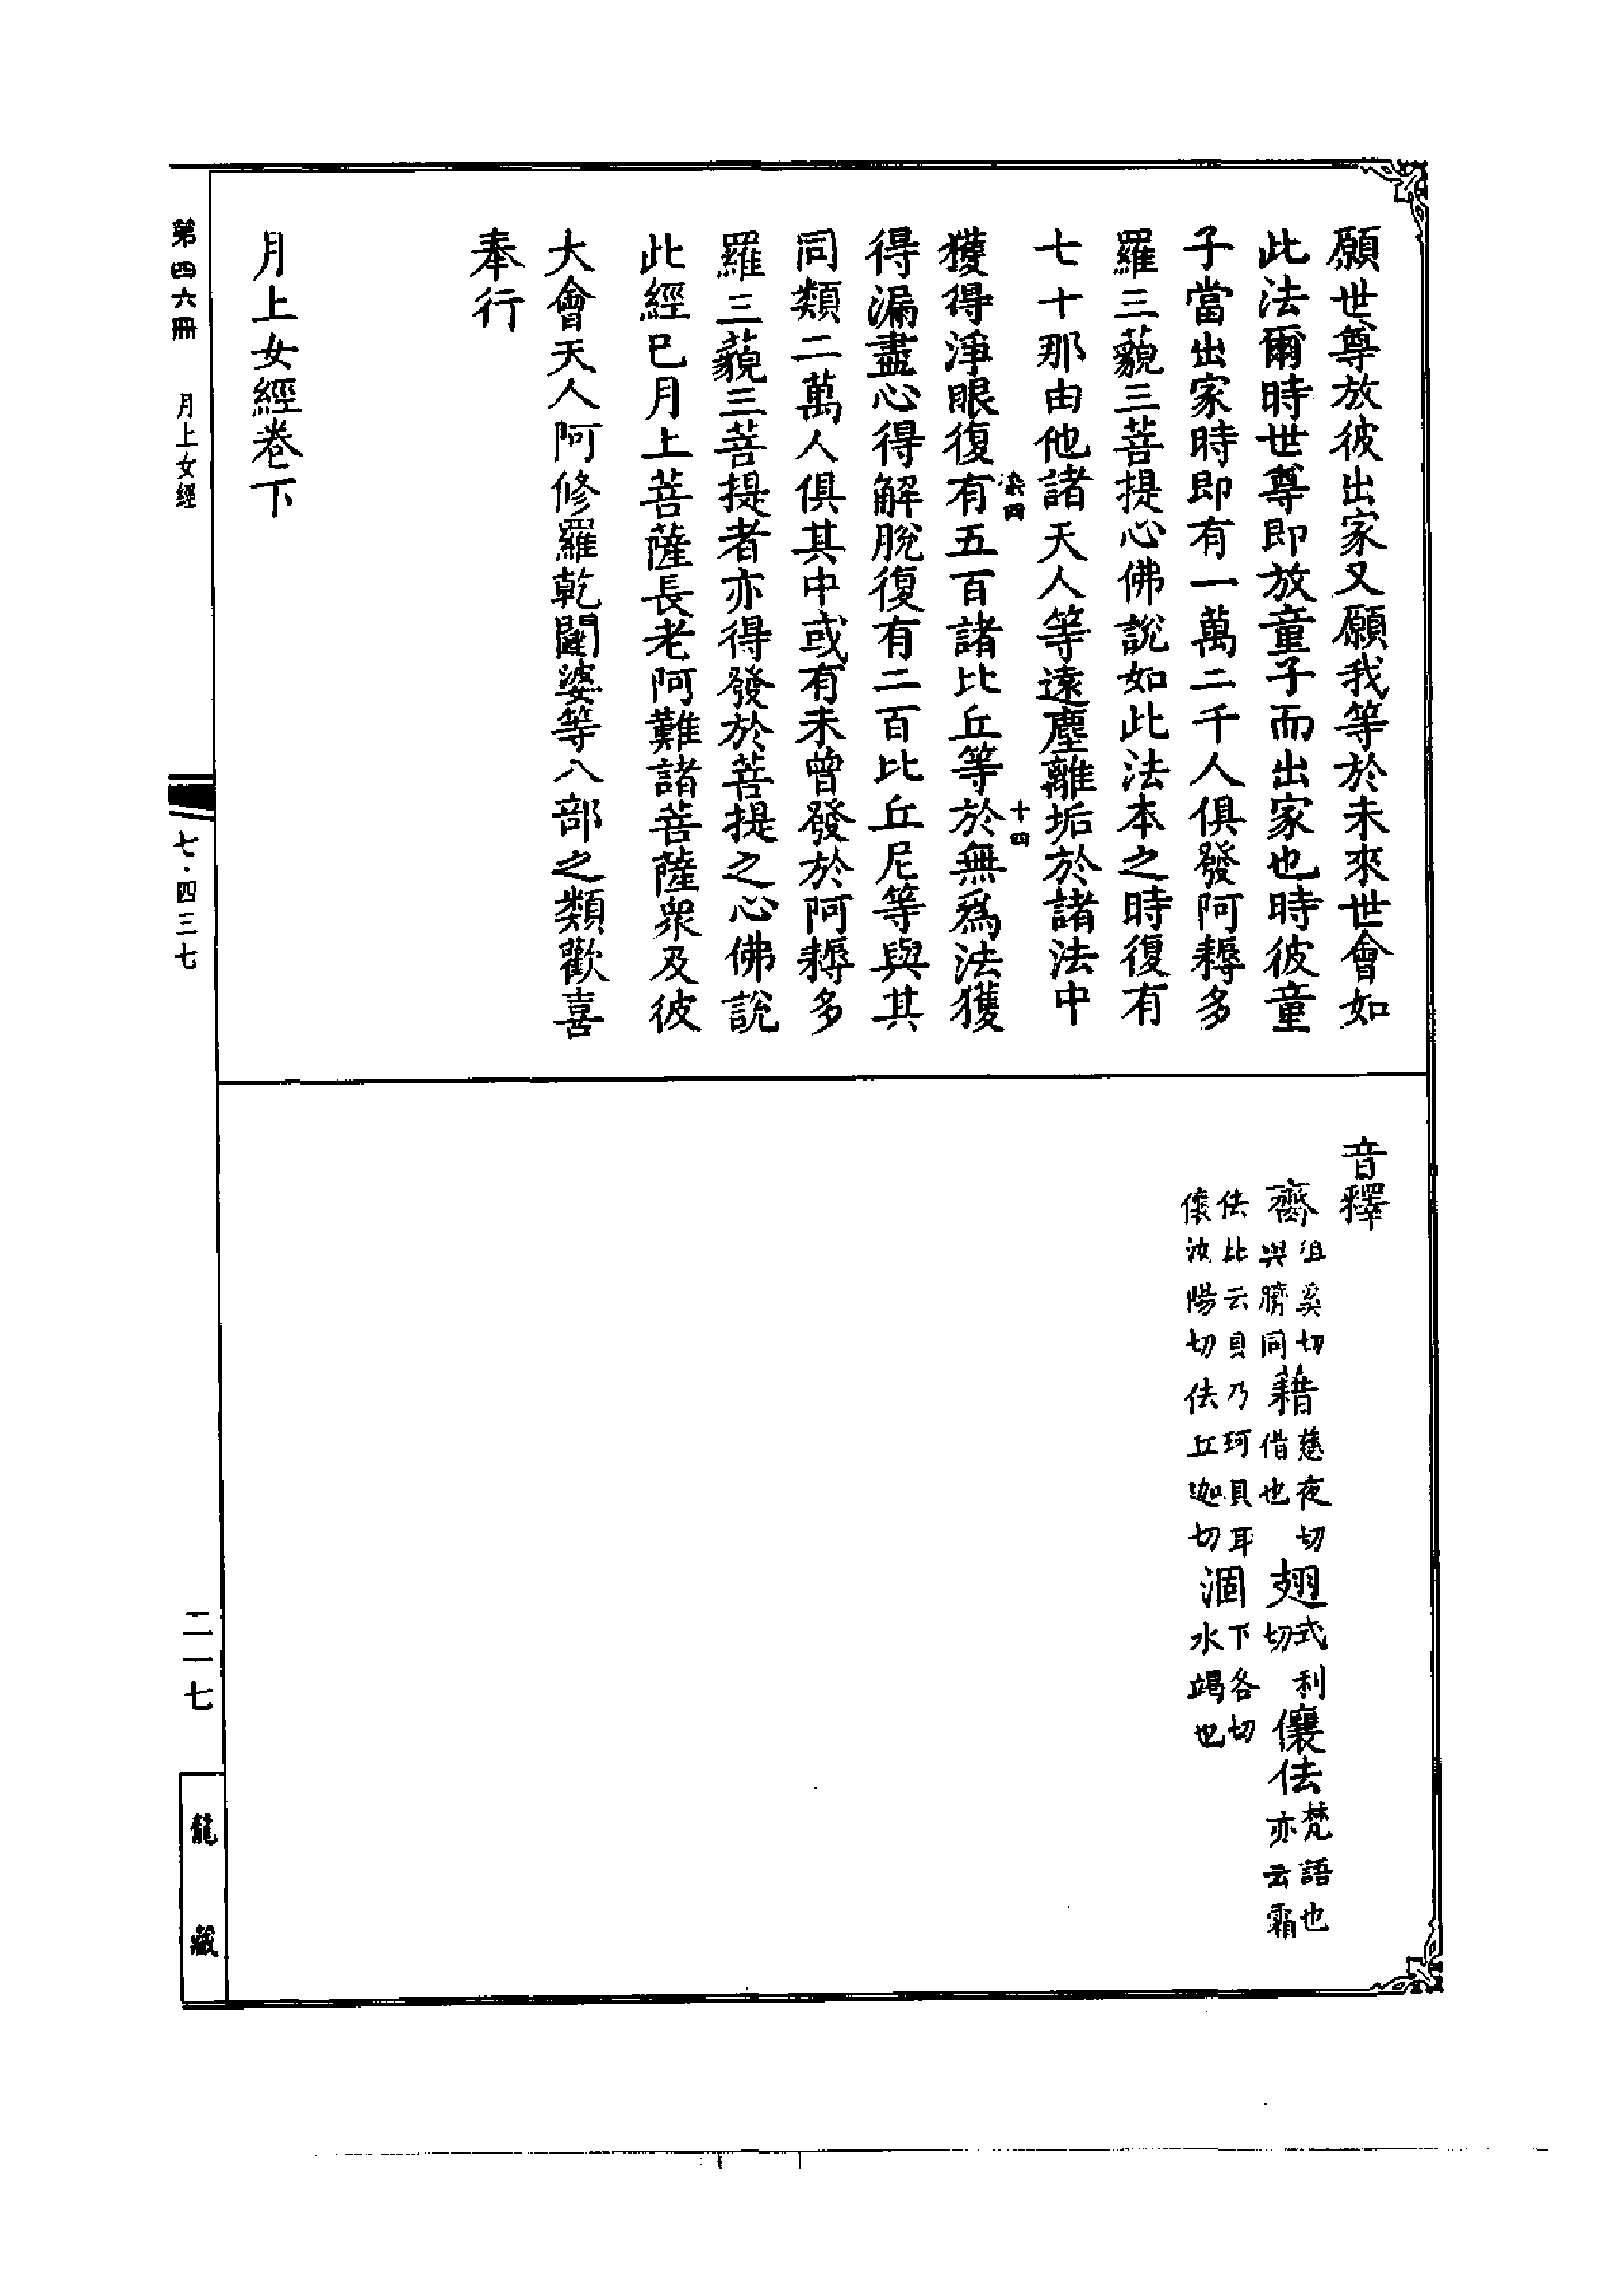 願世尊放彼出家又願我等於未來世會如
此法爾時世尊即放童子而出家也時彼童
子當出家時即有一萬二千人俱發阿耨多
羅三藐三菩提心佛說如此法本之時復有
七十那由他諸天人等遠塵離垢於諸法中
獲得淨眼復有五百諸比丘等於無爲法獲
得漏盡心得解脫復有二百比丘尼等與其
同類二萬人俱其中或有未曾發於阿耨多
羅三藐三菩提者亦得發於菩提之心佛說
此經已月上菩薩長老阿難諸菩薩衆及彼
大會天人阿修羅乾闥婆等八部之類歡喜
奉行
月上女經卷下
染四
十四
音釋
齎徂奚切與臍同
藉慈夜切借也
翅式利切
儴佉梵語也亦云霜佉比云貝乃珂貝耳儴汝陽切佉丘迦切
涸下各切水竭也
第四六冊
月上女經
七·四三七
二一七
龍藏